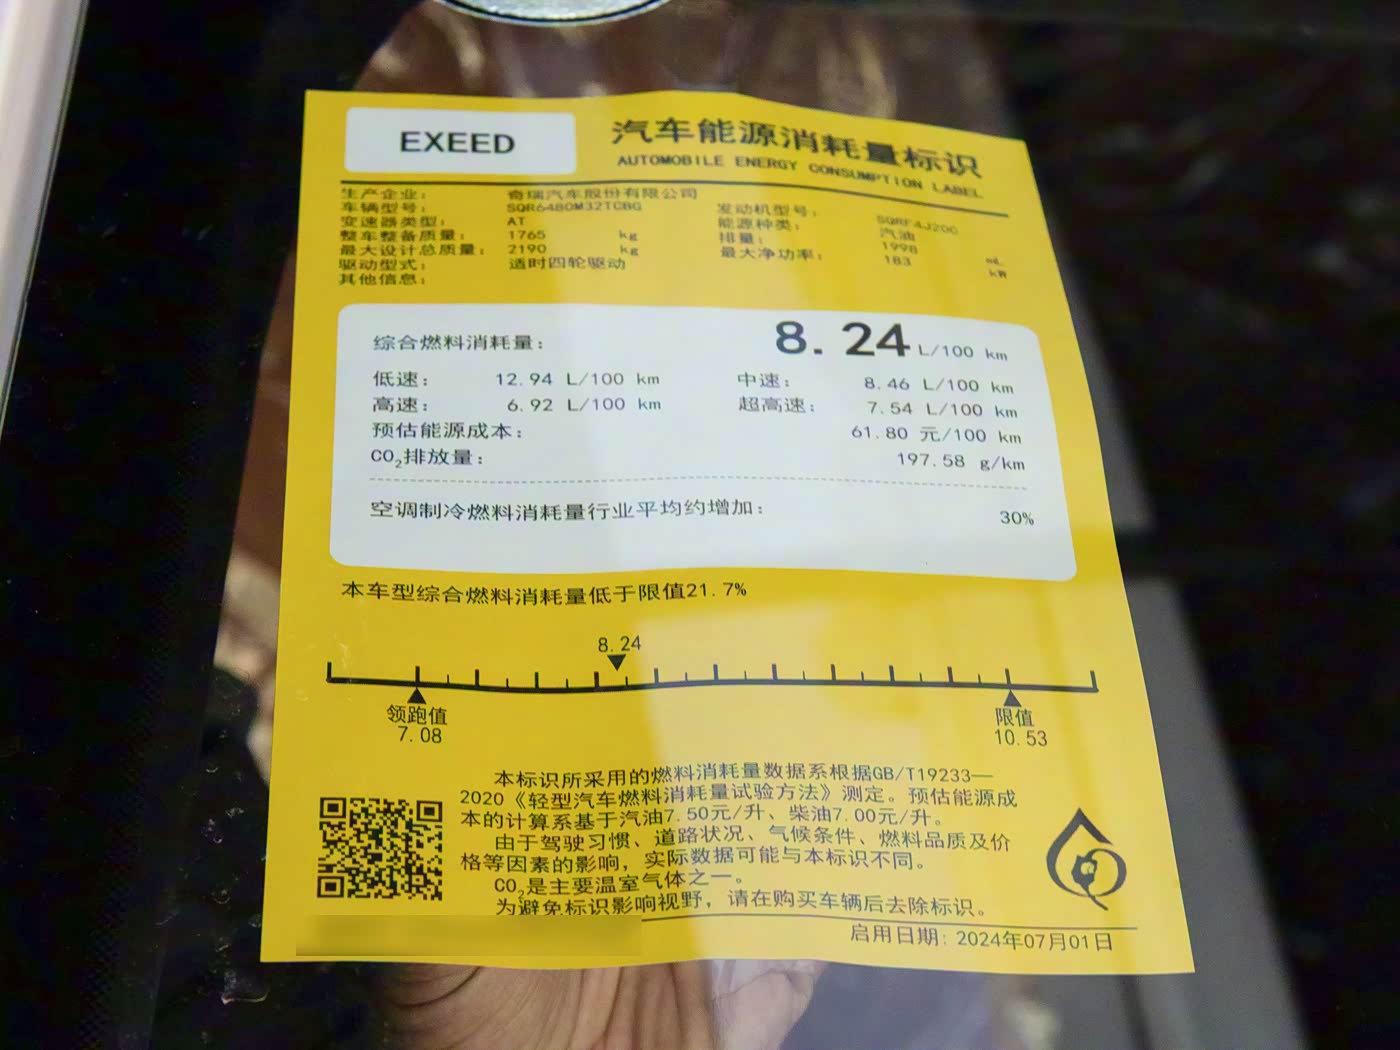 EXEED
汽车能源消耗量标识
AUTOMOBILE ENERGY CONSUMPTION LABEL
生产企业: 奇瑞汽车股份有限公司
车辆型号: SQR6480M32TCBG 发动机型号: SQRF4J20C
变速器类型: AT 能源种类: 汽油
整车整备质量: 1765 kg 排量: 1998 mL
最大设计总质量: 2190 kg 最大净功率: 183 kW
驱动型式: 适时四轮驱动
其他信息:
综合燃料消耗量: 8.24 L/100 km
低速: 12.94 L/100 km 中速: 8.46 L/100 km
高速: 6.92 L/100 km 超高速: 7.54 L/100 km
预估能源成本: 61.80 元/100 km
CO₂排放量: 197.58 g/km
空调制冷燃料消耗量行业平均约增加: 30%
本车型综合燃料消耗量低于限值21.7%
8.24
领跑值 限值
7.08 10.53
本标识所采用的燃料消耗量数据系根据GB/T19233—
2020《轻型汽车燃料消耗量试验方法》测定。预估能源成
本的计算系基于汽油7.50元/升、柴油7.00元/升。
由于驾驶习惯、道路状况、气候条件、燃料品质及价
格等因素的影响，实际数据可能与本标识不同。
CO₂是主要温室气体之一。
为避免标识影响视野，请在购买车辆后去除标识。
启用日期: 2024年07月01日